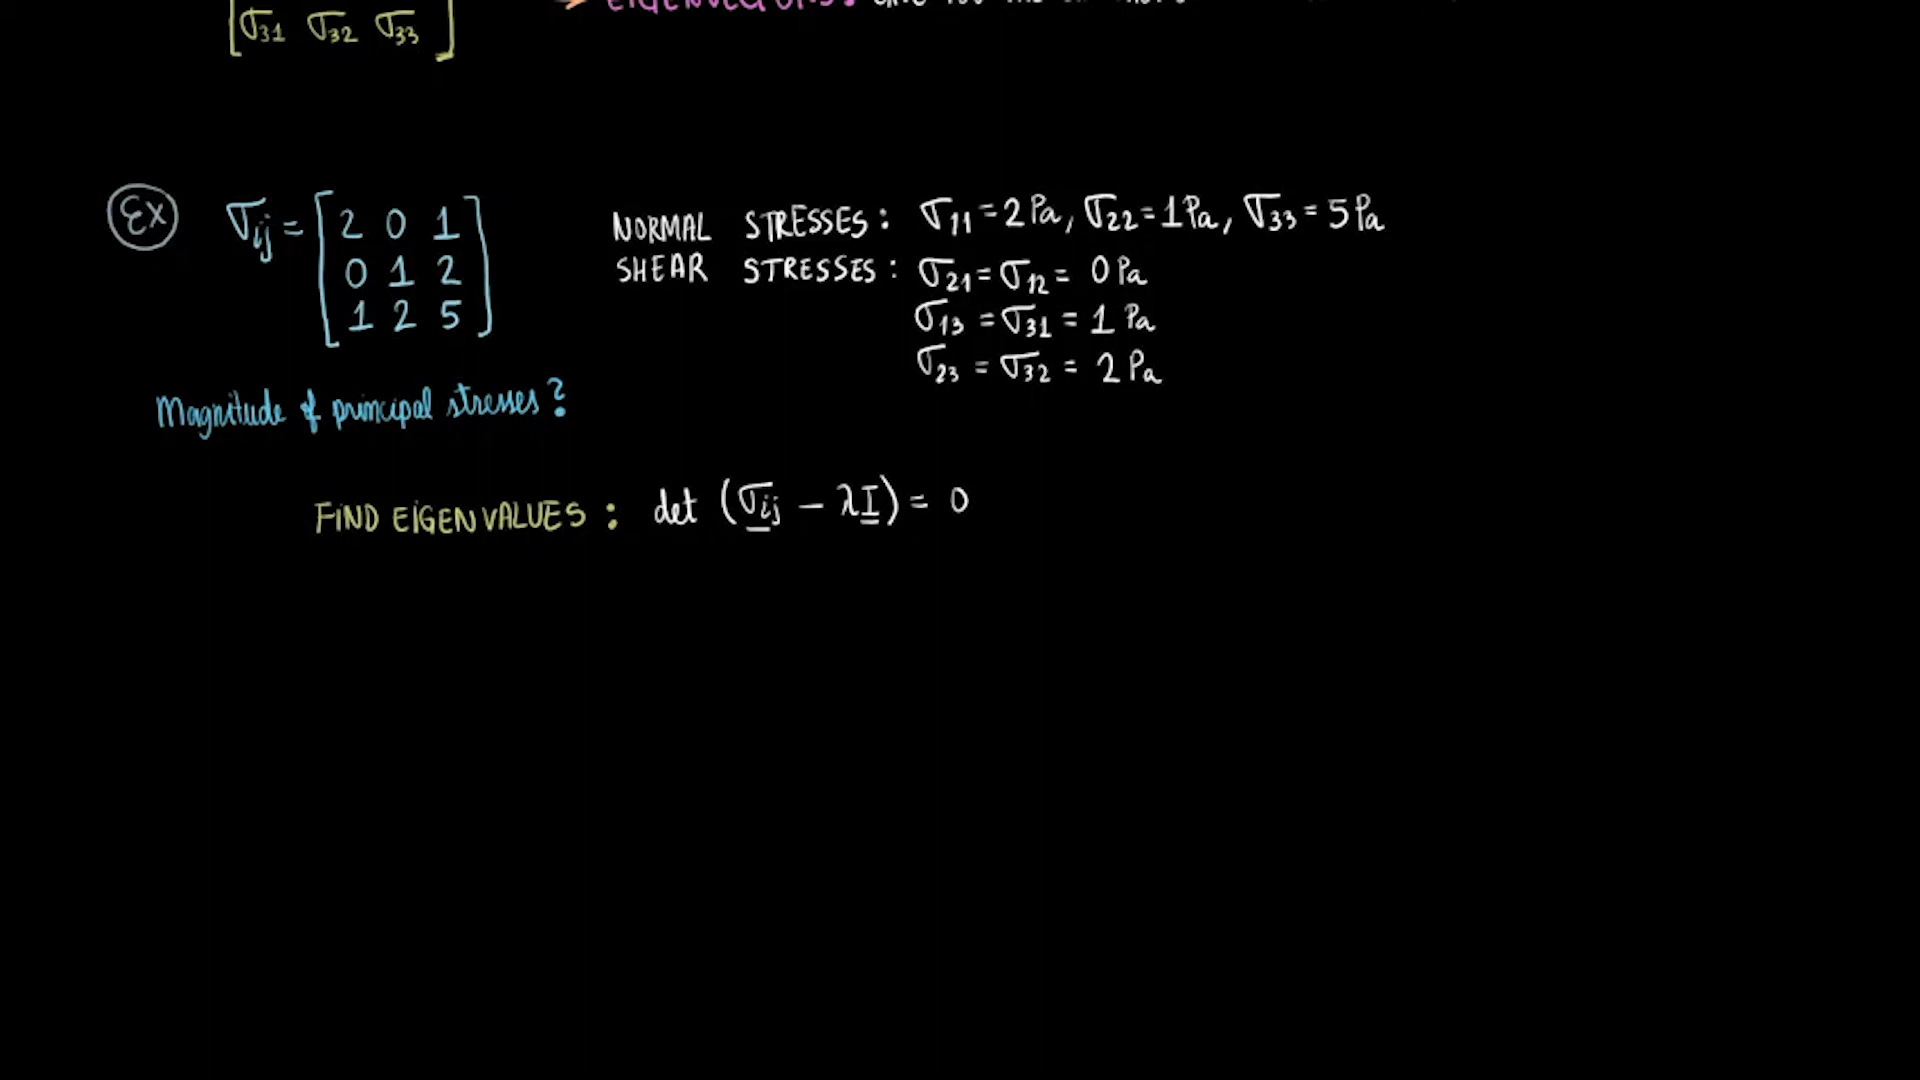 σ31 σ32 σ33
EIGENVECTORS:
Ex σij = [2 0 1
0 1 2
1 2 5]
NORMAL STRESSES: σ11 = 2 Pa, σ22 = 1 Pa, σ33 = 5 Pa
SHEAR STRESSES: σ21 = σ12 = 0 Pa
σ13 = σ31 = 1 Pa
σ23 = σ32 = 2 Pa
Magnitude of principal stresses?
FIND EIGENVALUES: det (σij − λI) = 0